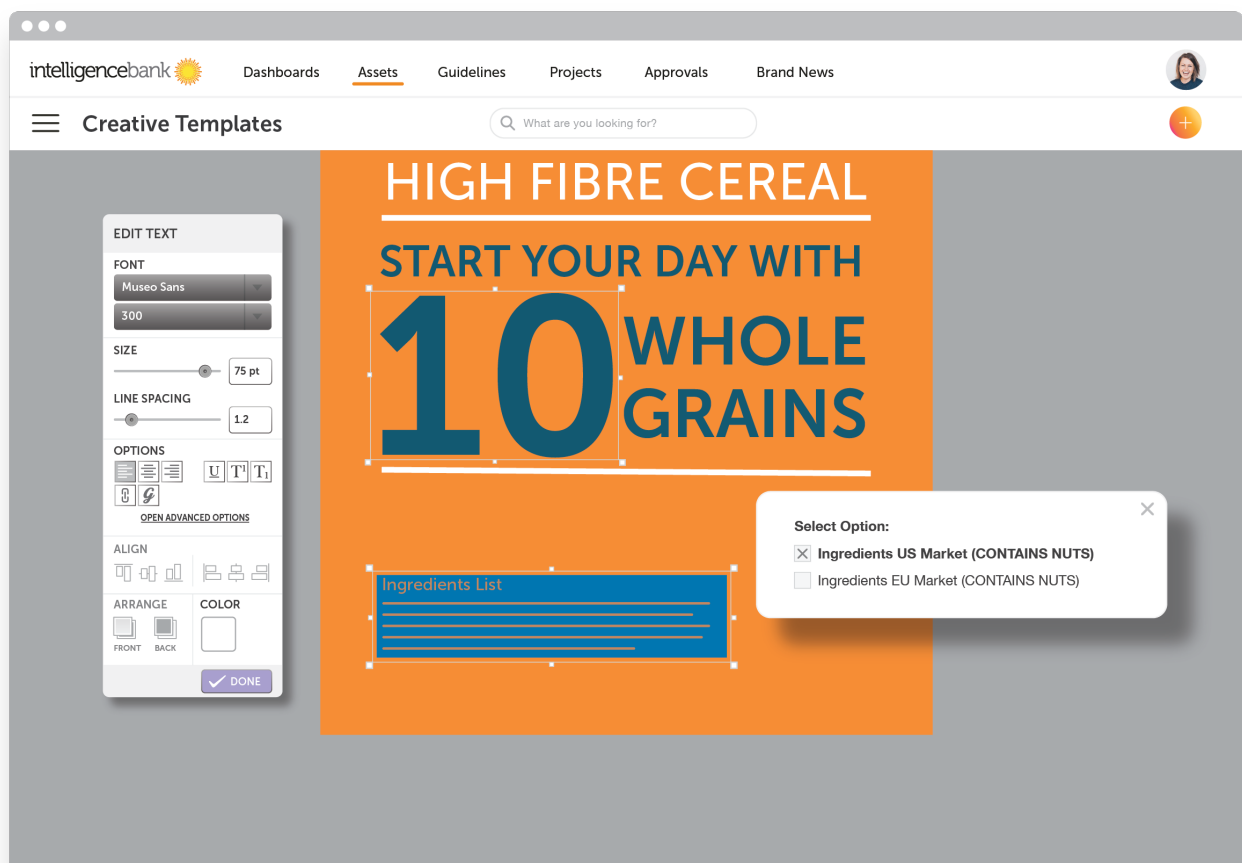 intelligencebank
Dashboards Assets Guidelines Projects Approvals Brand News
Creative Templates
What are you looking for?
+
EDIT TEXT
FONT
Museo Sans
300
SIZE
75 pt
LINE SPACING
1.2
OPTIONS
U T1 T1
OPEN ADVANCED OPTIONS
ALIGN
ARRANGE COLOR
FRONT BACK
DONE
HIGH FIBRE CEREAL
START YOUR DAY WITH
10 WHOLE
GRAINS
Ingredients List
Select Option:
Ingredients US Market (CONTAINS NUTS)
Ingredients EU Market (CONTAINS NUTS)